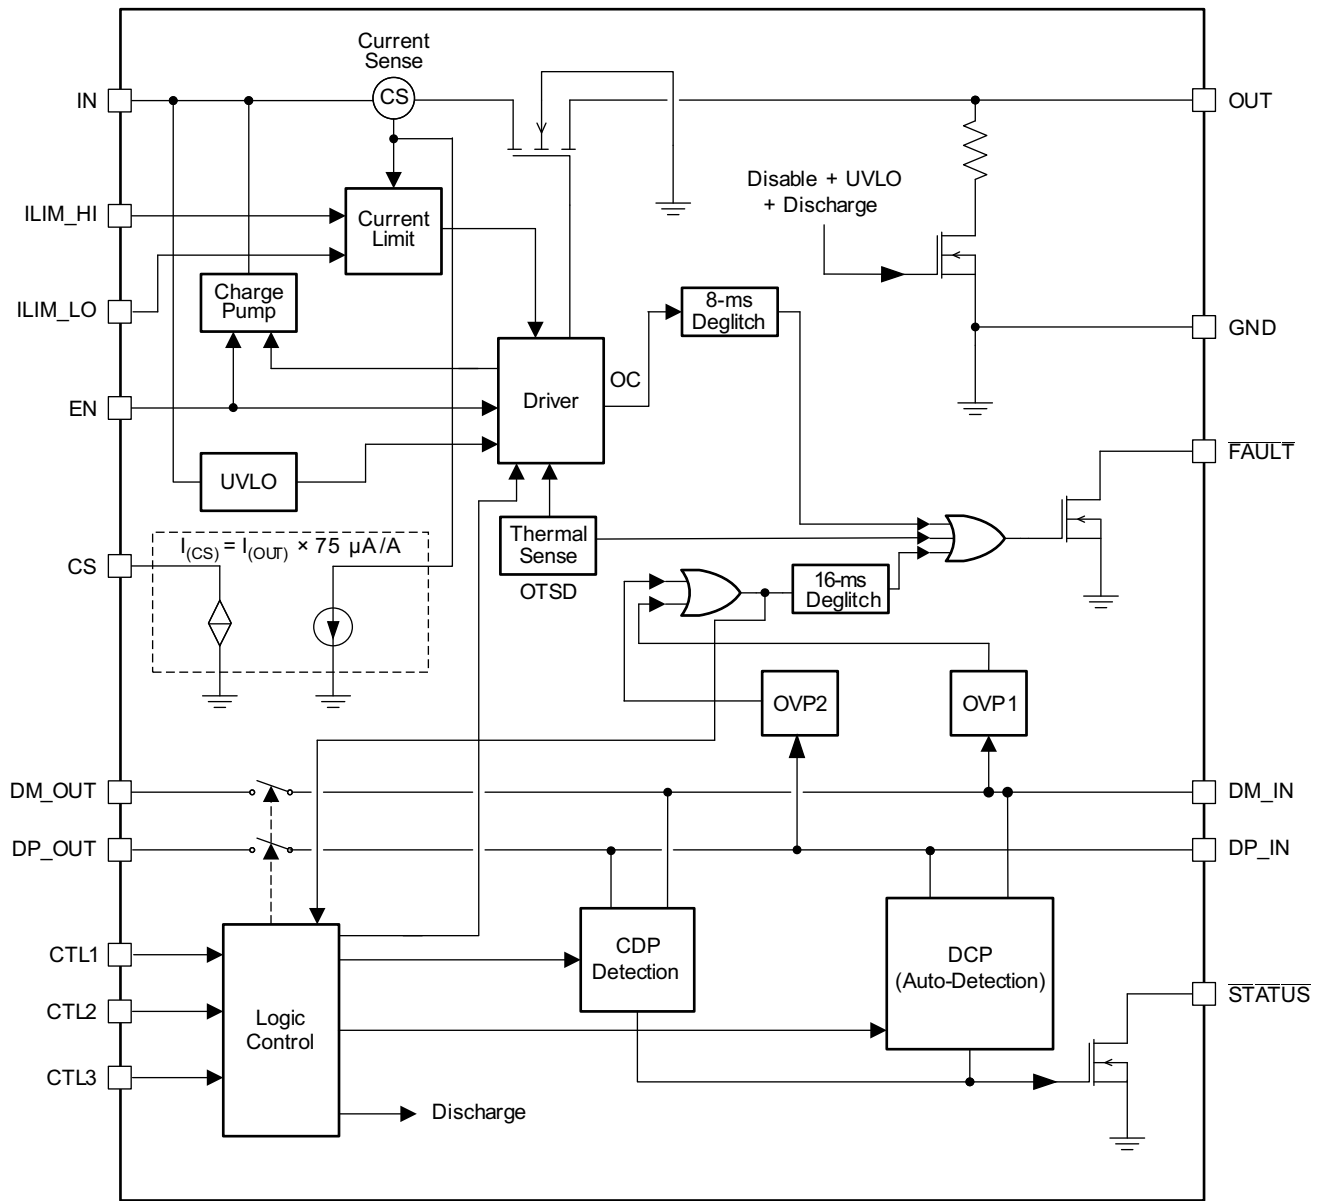 Current
Sense
IN
CS
OUT
Disable + UVLO
+ Discharge
ILIM_HI
Current
Limit
ILIM_LO
Charge
Pump
8-ms
Deglitch
GND
OC
EN
Driver
FAULT
UVLO
Thermal
Sense
OTSD
I(CS) = I(OUT) × 75 µA/A
CS
16-ms
Deglitch
OVP2
OVP1
DM_OUT
DM_IN
DP_OUT
DP_IN
CTL1
CDP
Detection
DCP
(Auto-Detection)
STATUS
CTL2
Logic
Control
CTL3
Discharge